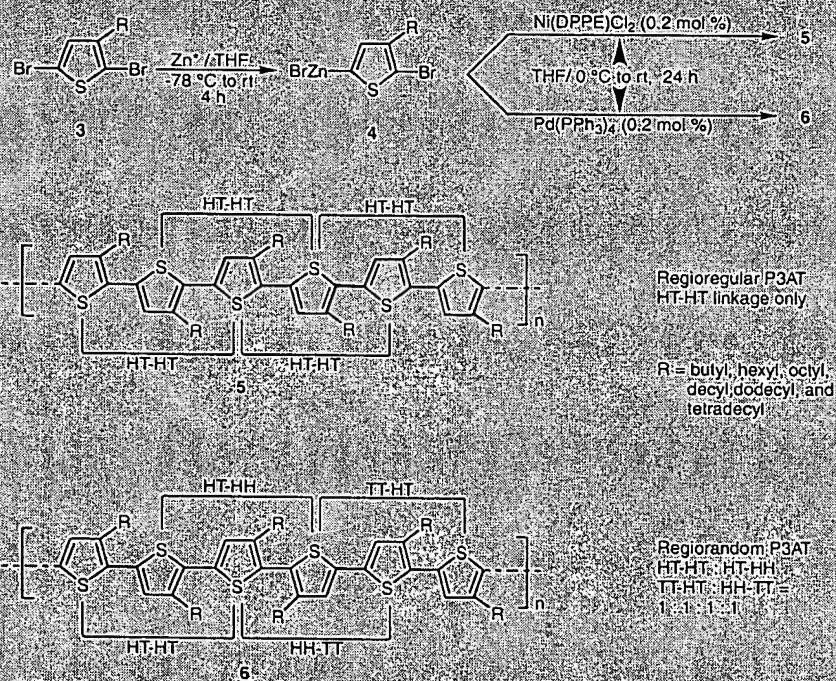 R
Br
S
Br
3
Zn* / THF
-78 °C to rt
4 h
R
BrZn
S
Br
4
Ni(DPPE)Cl₂ (0.2 mol %)
5
THF/ 0 °C to rt, 24 h
Pd(PPh₃)₄ (0.2 mol %)
6
HT-HT
HT-HT
R
S
R
S
R
S
S
R
S
R
S
R
n
HT-HT
HT-HT
5
Regioregular P3AT
HT-HT linkage only
R = butyl, hexyl, octyl,
decyl,dodecyl, and
tetradecyl
HT-HH
TT-HT
R
S
R
S
R
S
S
R
S
R
S
R
n
HT-HT
HH-TT
6
Regiorandom P3AT
HT-HT : HT-HH :
TT-HT : HH-TT =
1 : 1 : 1 : 1